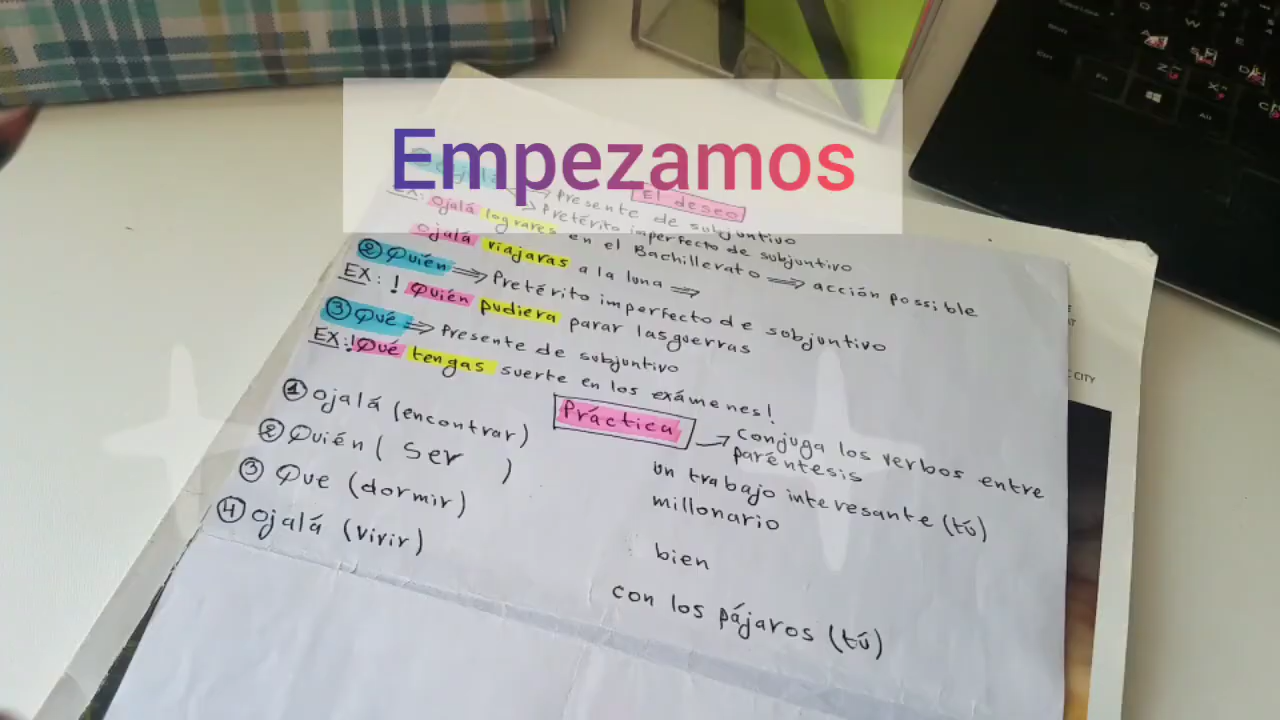 Empezamos
El deseo
① Ojalá → Presente de subjuntivo
→ Pretérito imperfecto de subjuntivo
EX: Ojalá lograres en el Bachillerato ⇒ acción possible
Ojalá viajaras a la luna ⇒
② Quién ⇒ Pretérito imperfecto de subjuntivo
EX: ! Quién pudiera parar las guerras
③ Qué ⇒ Presente de subjuntivo
EX: ! Qué tengas suerte en los exámenes!
Práctica → Conjuga los verbos entre
paréntesis
① Ojalá (encontrar) un trabajo interesante (tú)
② Quién ( Ser ) millonario
③ Que (dormir) bien
④ Ojalá (vivir) con los pájaros (tú)
CITY